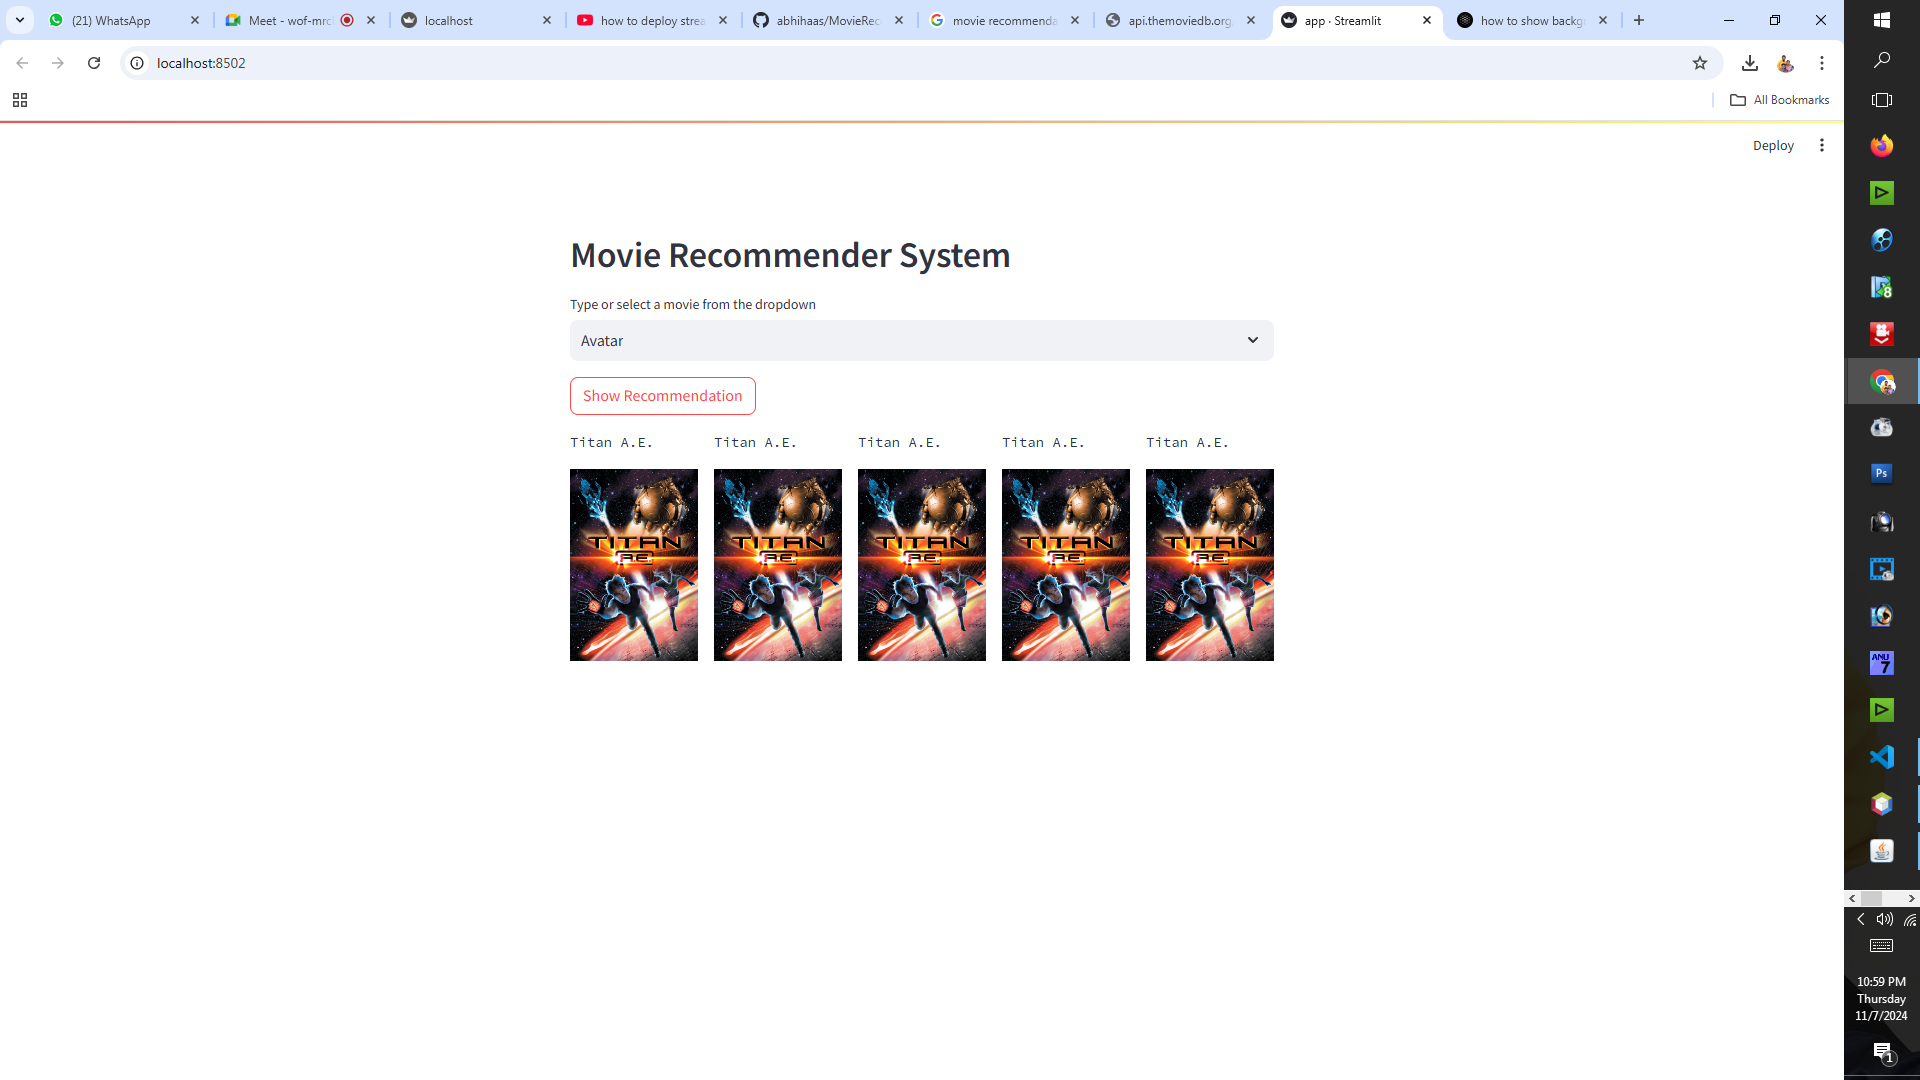 (21) WhatsApp
Meet - wof-mrc
localhost
how to deploy strea
abhihaas/MovieRec
movie recommenda
api.themoviedb.org
app · Streamlit
how to show backg
localhost:8502
All Bookmarks
Deploy
Movie Recommender System
Type or select a movie from the dropdown
Avatar
Show Recommendation
Titan A.E. Titan A.E. Titan A.E. Titan A.E. Titan A.E.
TITAN TITAN TITAN TITAN TITAN
A.E. A.E. A.E. A.E. A.E.
8
Ps
ANU
7
10:59 PM
Thursday
11/7/2024
1